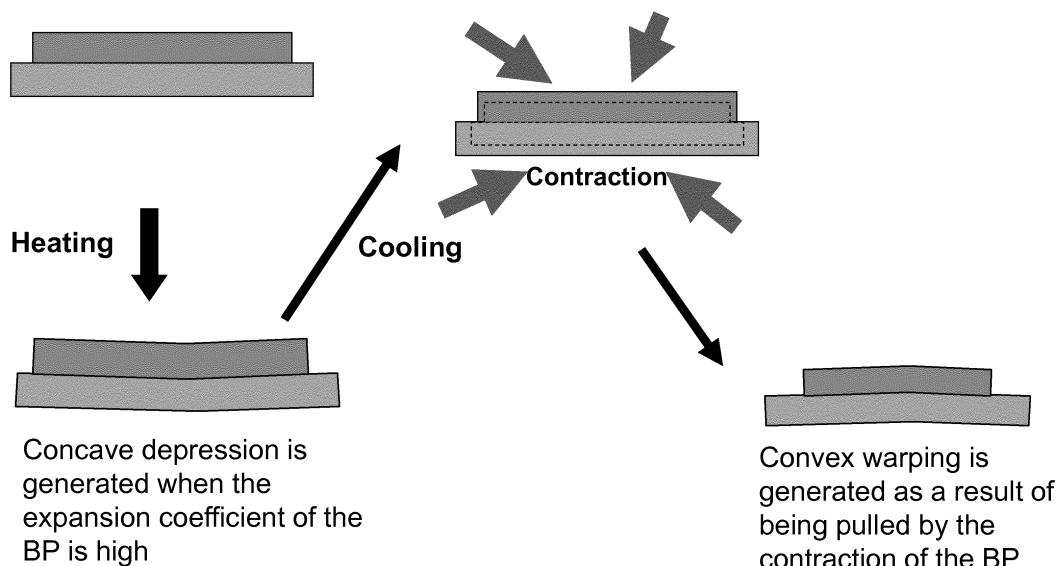 Contraction
Heating
Cooling
Concave depression is
generated when the
expansion coefficient of the
BP is high
Convex warping is
generated as a result of
being pulled by the
contraction of the BP